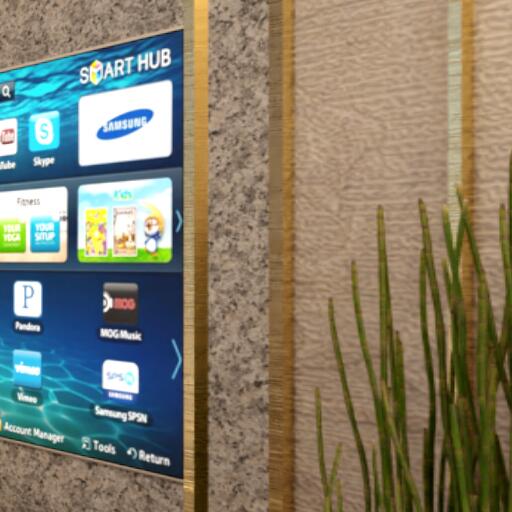 SMART HUB
Tube
Skype
SAMSUNG
Fitness
Kids
YOUR YOGA
YOUR SITUP
P
Pandora
MOG
MOG Music
vimeo
Vimeo
SPSN
SAMSUNG
Samsung SPSN
Account Manager
Tools
Return